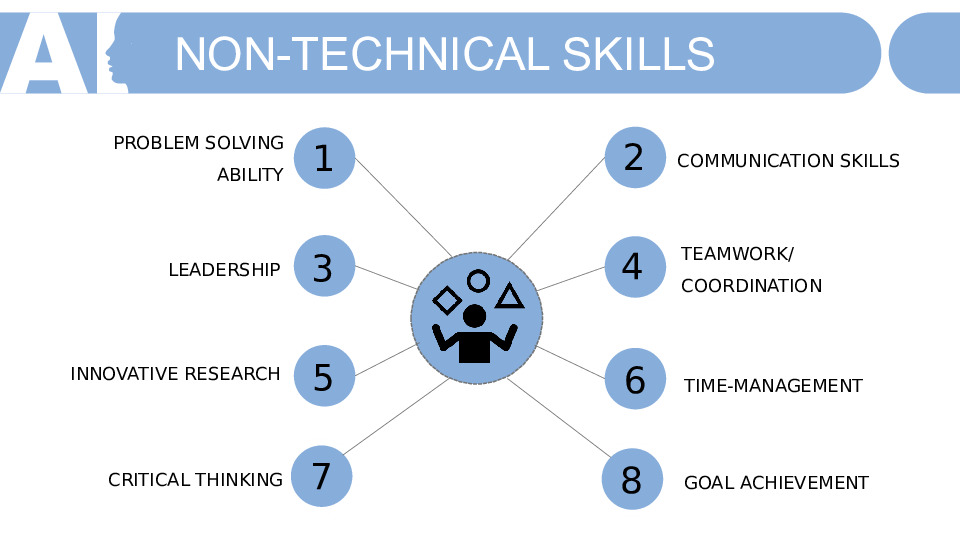 AI
NON-TECHNICAL SKILLS
PROBLEM SOLVING
ABILITY
1
2
COMMUNICATION SKILLS
LEADERSHIP
3
4
TEAMWORK/
COORDINATION
INNOVATIVE RESEARCH
5
6
TIME-MANAGEMENT
CRITICAL THINKING
7
8
GOAL ACHIEVEMENT